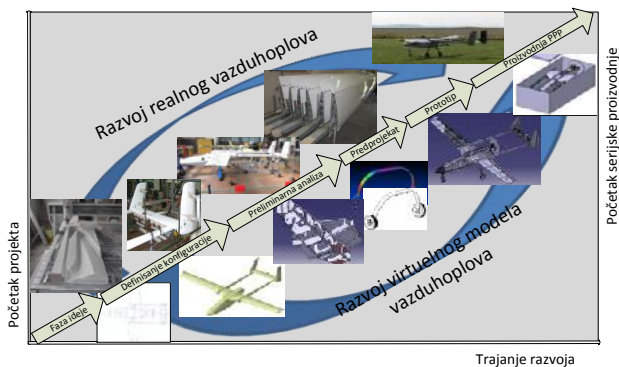 Početak projekta
Razvoj realnog vazduhoplova
Faza ideje
Definisanje konfiguracije
Preliminarna analiza
Predprojekat
Prototip
Proizvodnja PPP
Razvoj virtuelnog modela
vazduhoplova
Početak serijske proizvodnje
Trajanje razvoja